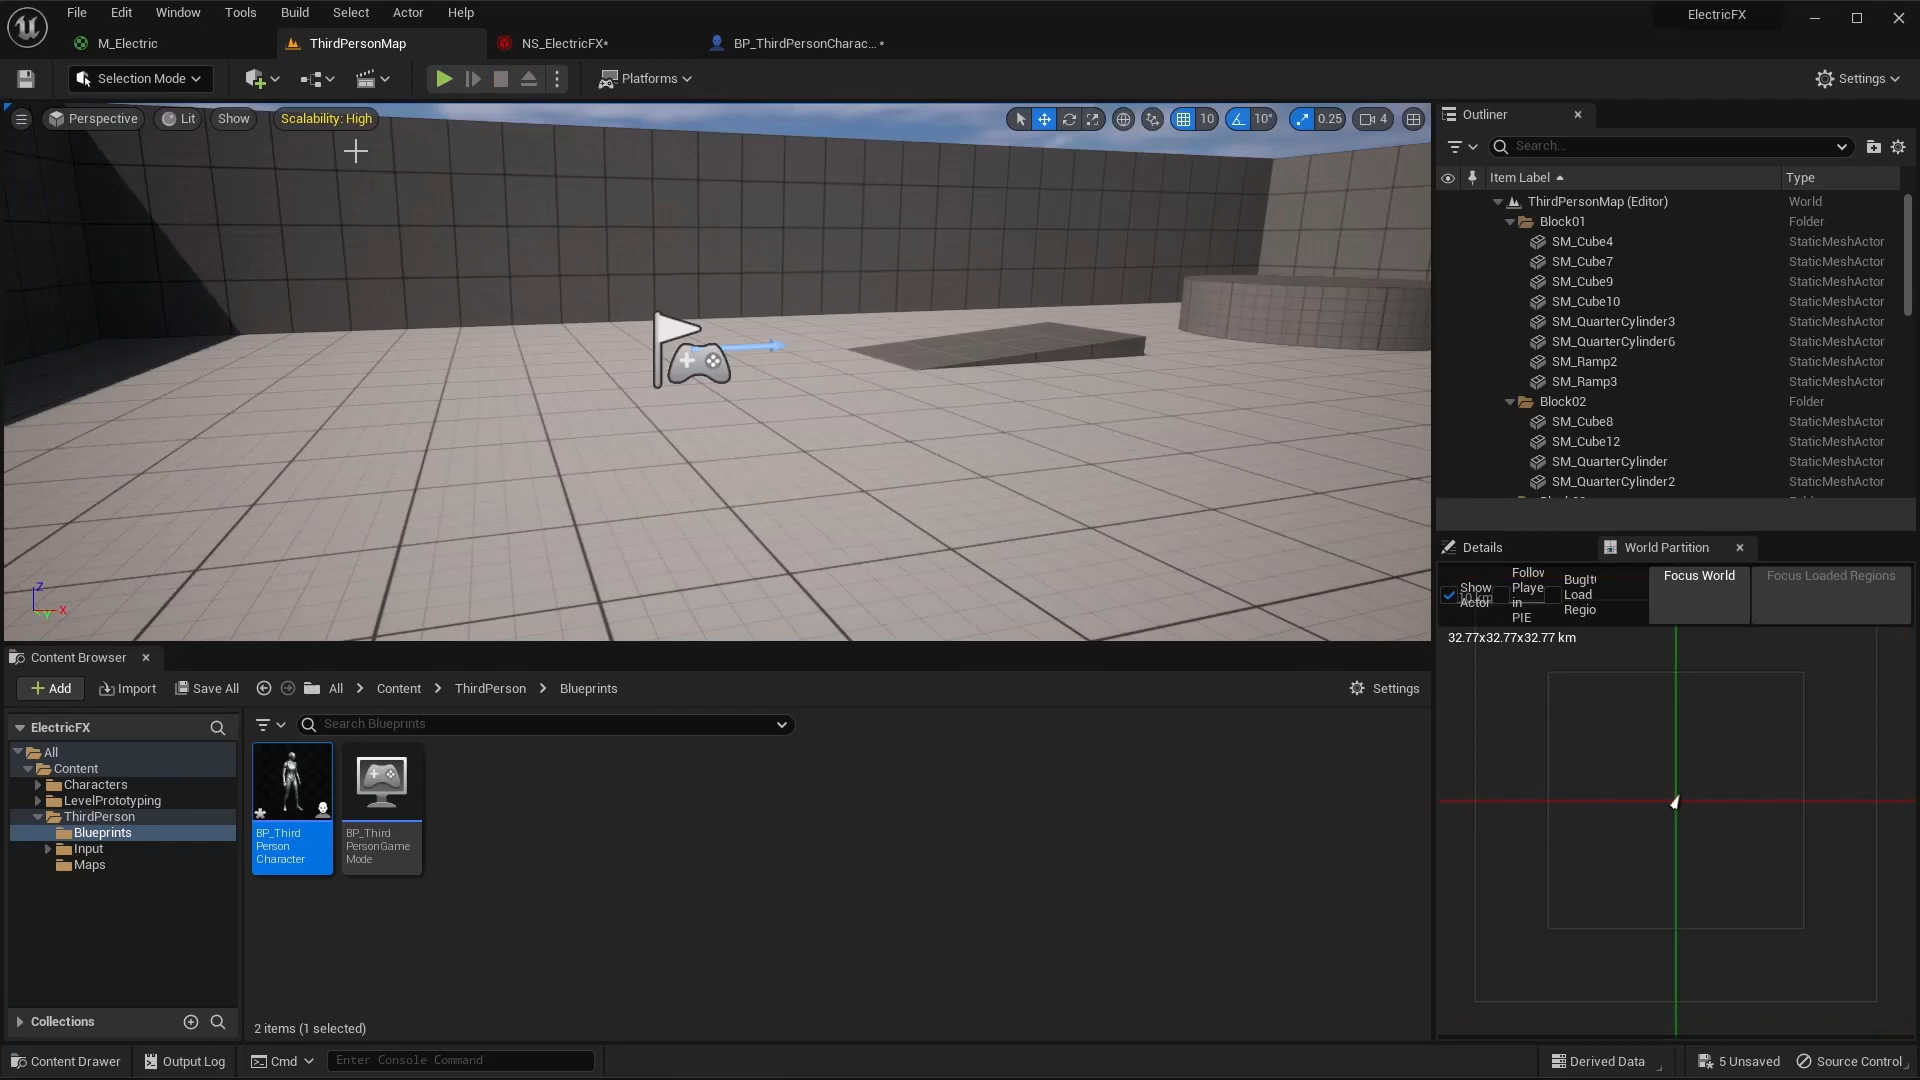 File Edit Window Tools Build Select Actor Help
ElectricFX
M_Electric
ThirdPersonMap
NS_ElectricFX*
BP_ThirdPersonCharac... *
Selection Mode
Platforms
Settings
Perspective
Lit
Show
Scalability: High
10
10°
0.25
4
Z
X
Y
Outliner
Search...
Item Label
Type
ThirdPersonMap (Editor) World
Block01 Folder
SM_Cube4 StaticMeshActor
SM_Cube7 StaticMeshActor
SM_Cube9 StaticMeshActor
SM_Cube10 StaticMeshActor
SM_QuarterCylinder3 StaticMeshActor
SM_QuarterCylinder6 StaticMeshActor
SM_Ramp2 StaticMeshActor
SM_Ramp3 StaticMeshActor
Block02 Folder
SM_Cube8 StaticMeshActor
SM_Cube12 StaticMeshActor
SM_QuarterCylinder StaticMeshActor
SM_QuarterCylinder2 StaticMeshActor
Details
World Partition
Show
Actor
Follow
Playe
in
PIE
BugIt
Load
Regio
Focus World
Focus Loaded Regions
32.77x32.77x32.77 km
Content Browser
Add
Import
Save All
All
Content
ThirdPerson
Blueprints
Settings
ElectricFX
Search Blueprints
All
Content
Characters
LevelPrototyping
ThirdPerson
Blueprints
Input
Maps
BP_Third
Person
Character
BP_Third
PersonGame
Mode
Collections
2 items (1 selected)
Content Drawer
Output Log
Cmd
Enter Console Command
Derived Data
5 Unsaved
Source Control